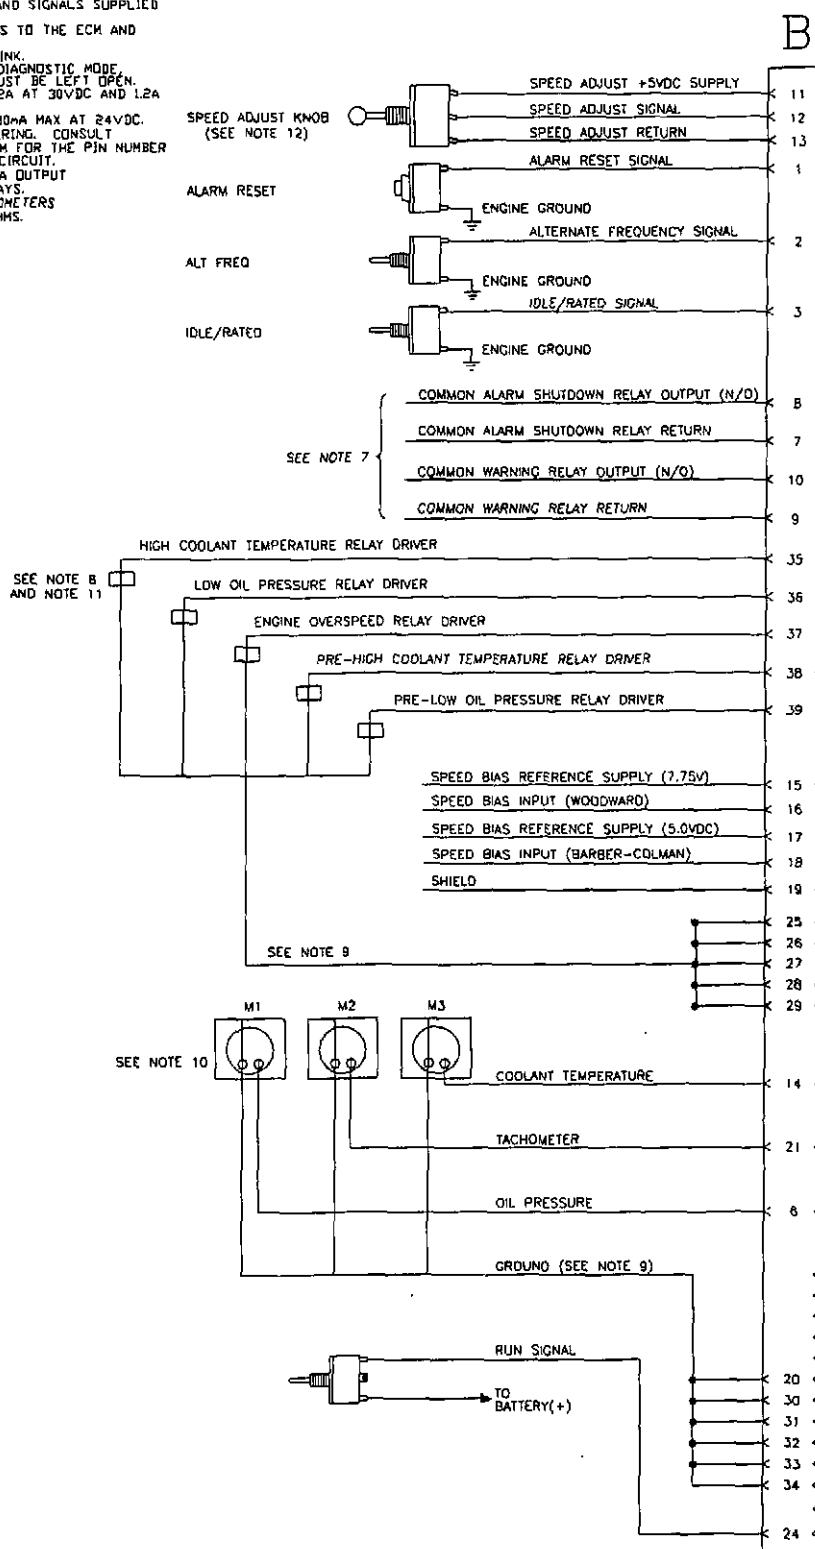 AND SIGNALS SUPPLIED
S TO THE ECM AND
INK.
DIAGNOSTIC MODE,
UST BE LEFT OPEN.
2A AT 30VDC AND 1.2A
MAX AT 24VDC.
RING. CONSULT
M FOR THE PIN NUMBER
CIRCUIT.
A OUTPUT
AYS.
OMETERS
HMS.
B
SPEED ADJUST KNOB
(SEE NOTE 12)
SPEED ADJUST +5VDC SUPPLY 11
SPEED ADJUST SIGNAL 12
SPEED ADJUST RETURN 13
ALARM RESET
ALARM RESET SIGNAL 1
ENGINE GROUND
ALT FREQ
ALTERNATE FREQUENCY SIGNAL 2
ENGINE GROUND
IDLE/RATED
IDLE/RATED SIGNAL 3
ENGINE GROUND
SEE NOTE 7
COMMON ALARM SHUTDOWN RELAY OUTPUT (N/O) 8
COMMON ALARM SHUTDOWN RELAY RETURN 7
COMMON WARNING RELAY OUTPUT (N/O) 10
COMMON WARNING RELAY RETURN 9
HIGH COOLANT TEMPERATURE RELAY DRIVER 35
SEE NOTE 8
AND NOTE 11
LOW OIL PRESSURE RELAY DRIVER 36
ENGINE OVERSPEED RELAY DRIVER 37
PRE-HIGH COOLANT TEMPERATURE RELAY DRIVER 38
PRE-LOW OIL PRESSURE RELAY DRIVER 39
SPEED BIAS REFERENCE SUPPLY (7.75V) 15
SPEED BIAS INPUT (WOODWARD) 16
SPEED BIAS REFERENCE SUPPLY (5.0VDC) 17
SPEED BIAS INPUT (BARBER-COLMAN) 18
SHIELD 19
25
26
SEE NOTE 9 27
28
29
M1 M2 M3
SEE NOTE 10
COOLANT TEMPERATURE 14
TACHOMETER 21
OIL PRESSURE 6
GROUND (SEE NOTE 9)
RUN SIGNAL
TO
BATTERY(+)
20
30
31
32
33
34
24